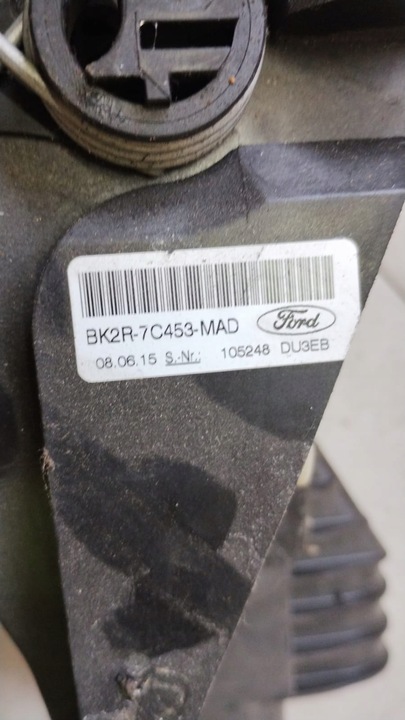 BK2R-7C453-MAD Ford
08.06.15 S.-Nr.: 105248 DU3EB